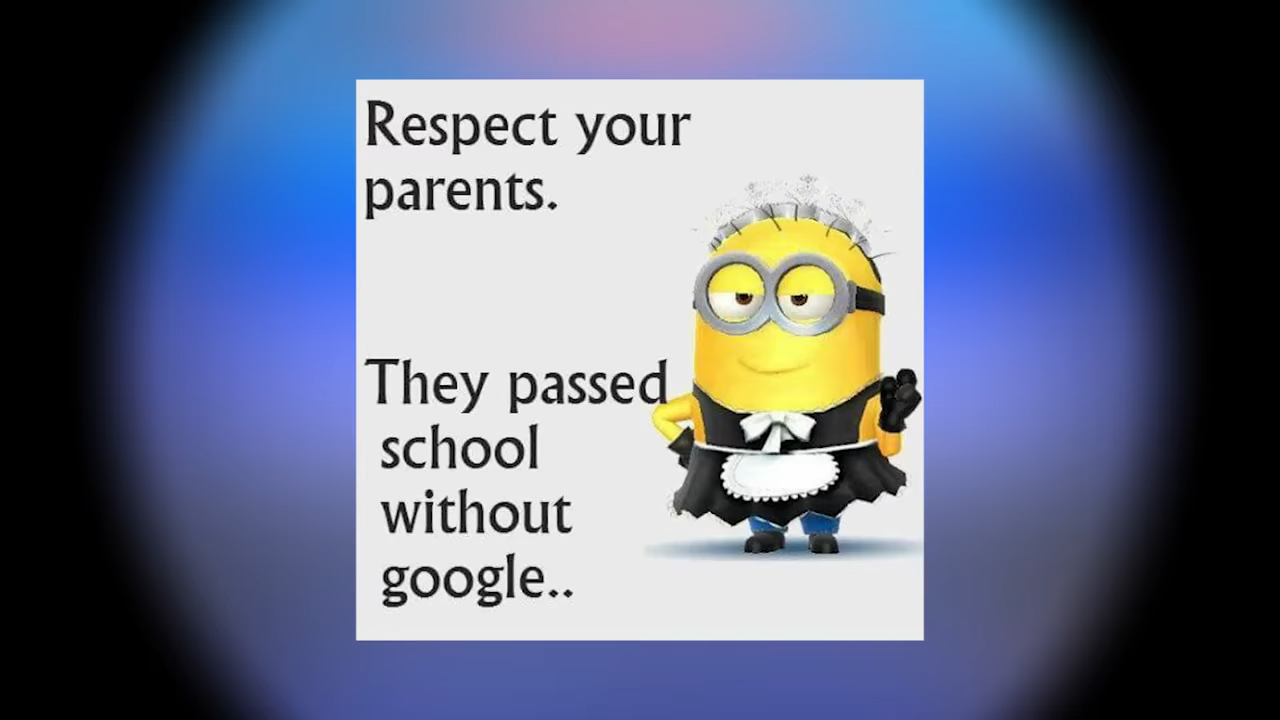 Respect your
parents.
They passed
school
without
google..